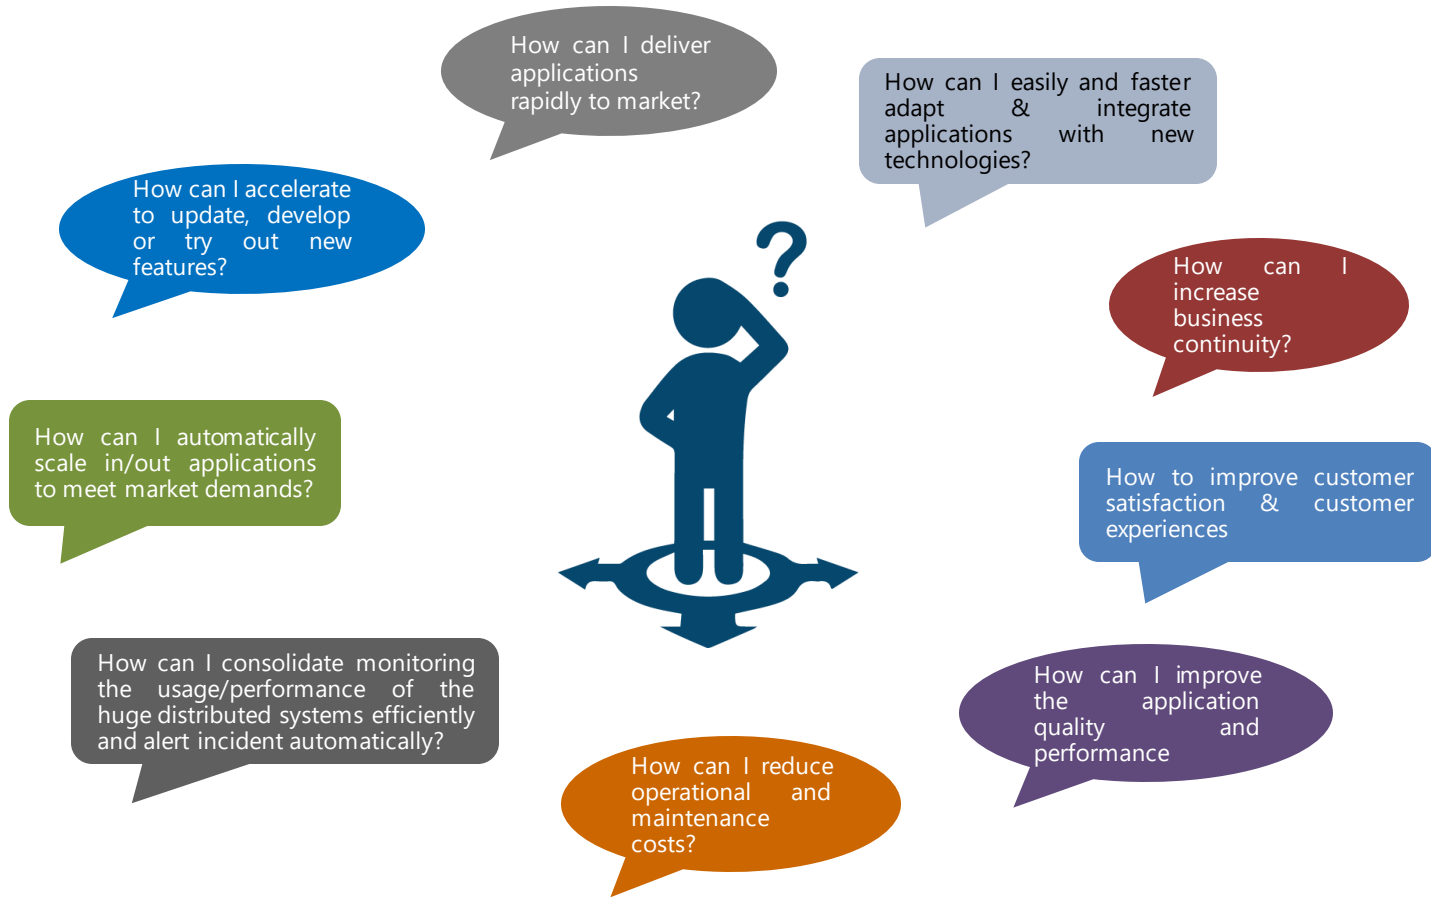 How can I deliver
applications
rapidly to market?
How can I easily and faster
adapt & integrate
applications with new
technologies?
How can I accelerate
to update, develop
or try out new
features?
How can I
increase
business
continuity?
How can I automatically
scale in/out applications
to meet market demands?
How to improve customer
satisfaction & customer
experiences
How can I consolidate monitoring
the usage/performance of the
huge distributed systems efficiently
and alert incident automatically?
How can I improve
the application
quality and
performance
How can I reduce
operational and
maintenance
costs?
?